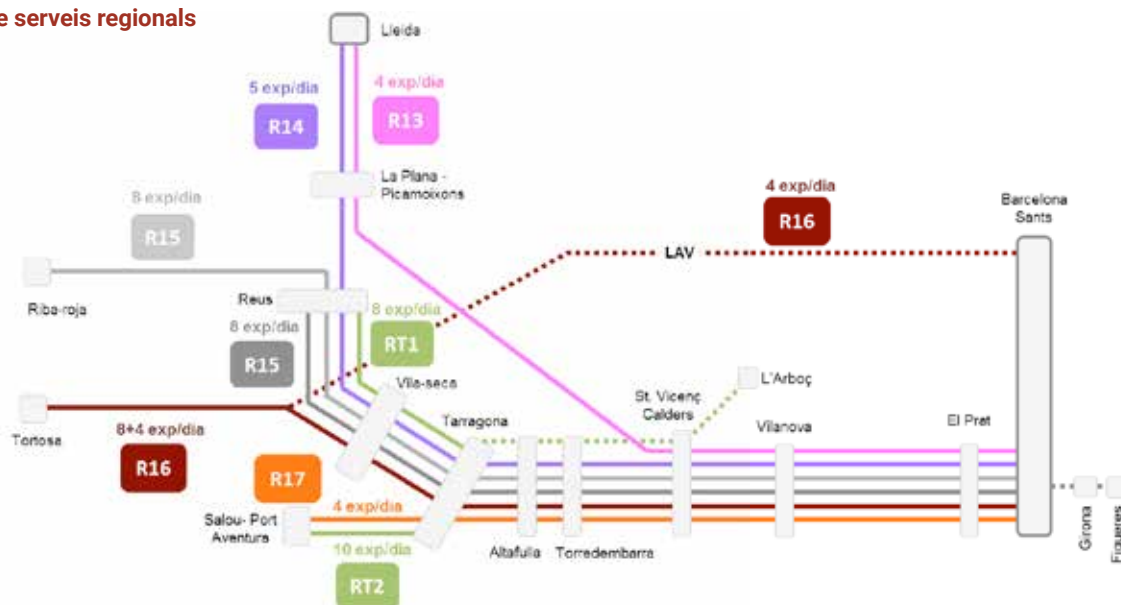 e serveis regionals
Lleida
5 exp/dia
R14
4 exp/dia
R13
La Plana -
Picamoixons
8 exp/dia
R15
4 exp/dia
R16
Barcelona
Sants
LAV
Riba-roja
Reus
8 exp/dia
R15
8 exp/dia
RT1
Vila-seca
L'Arboç
Tortosa
8+4 exp/dia
R16
Tarragona
St. Vicenç
Calders
Vilanova
El Prat
R17
4 exp/dia
Salou- Port
Aventura
10 exp/dia
RT2
Altafulla
Torredembarra
Girona
Figueres